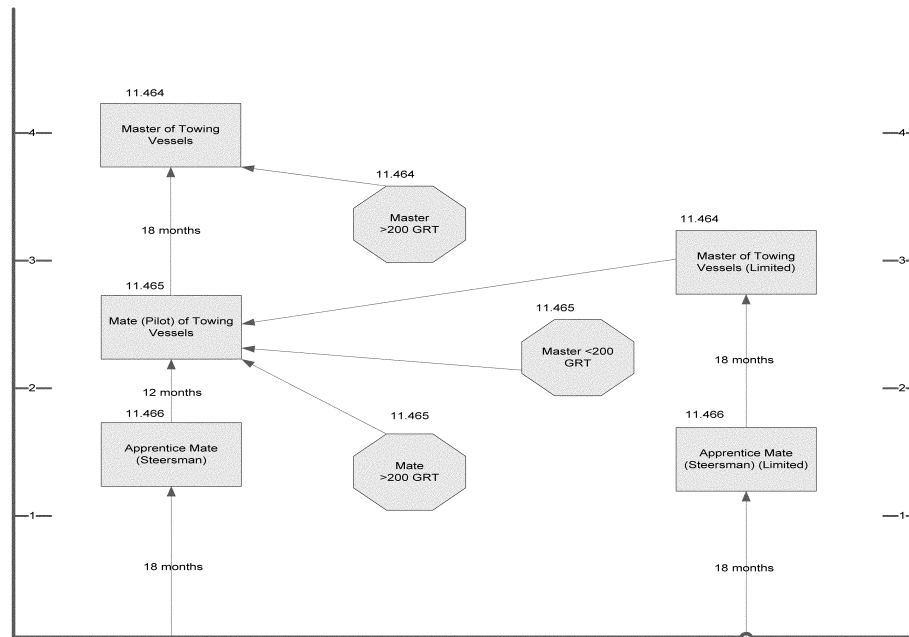 11.464
Master of Towing
Vessels
4
4
11.464
Master
>200 GRT
11.464
18 months
Master of Towing
Vessels (Limited)
3
3
11.465
Mate (Pilot) of Towing
Vessels
11.465
Master <200
GRT
18 months
12 months
2
2
11.466
Apprentice Mate
(Steersman)
11.465
Mate
>200 GRT
11.466
Apprentice Mate
(Steersman) (Limited)
1
1
18 months
18 months